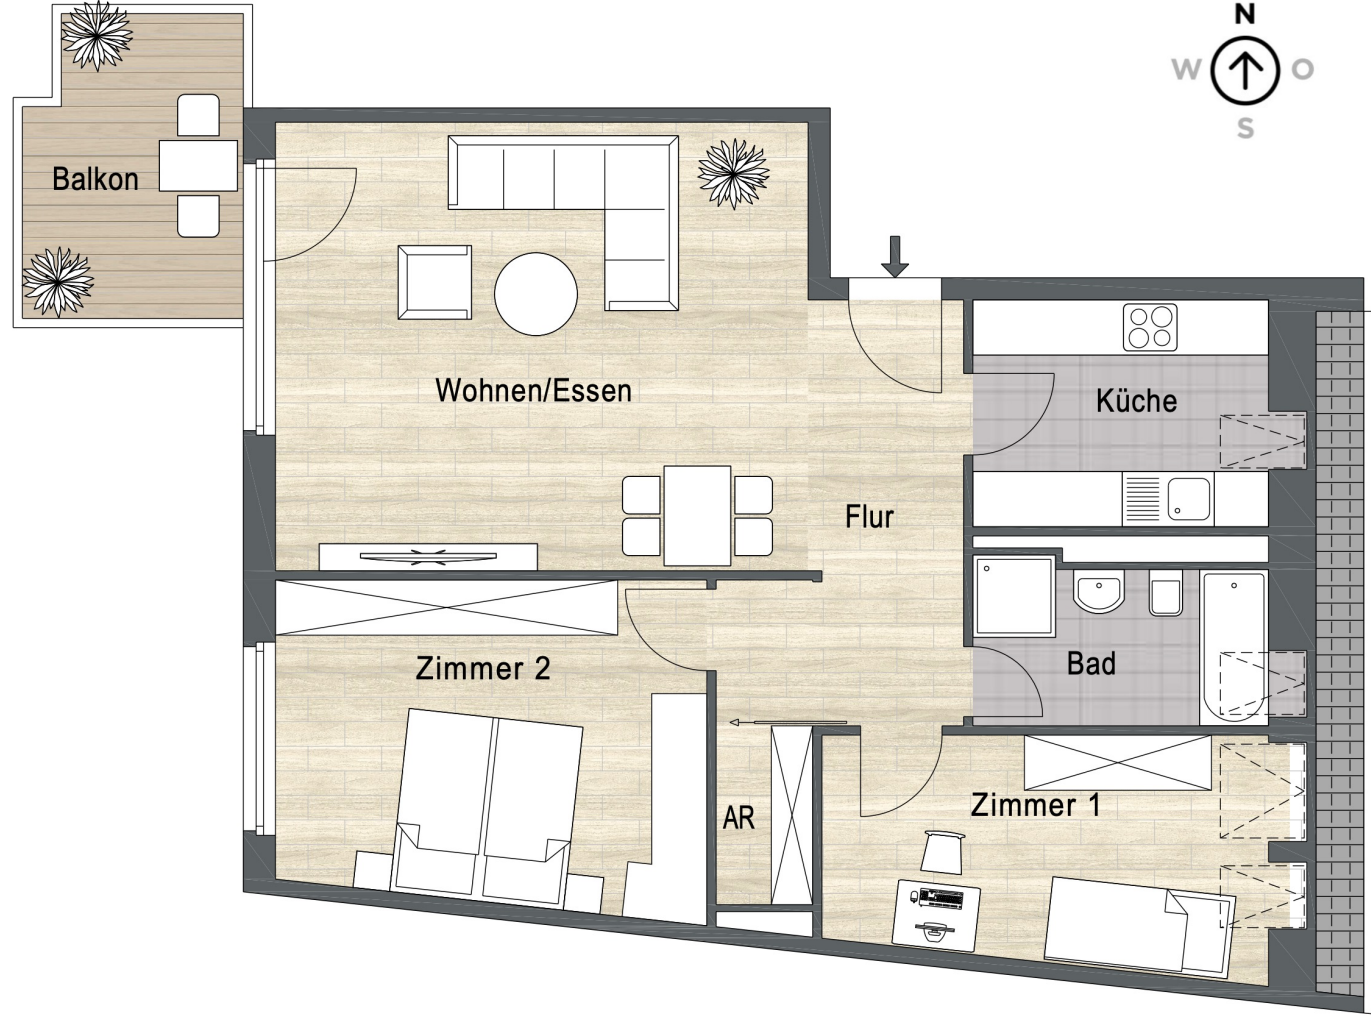 N
W O
S
Balkon
Wohnen/Essen
Küche
Flur
Zimmer 2
Bad
AR
Zimmer 1